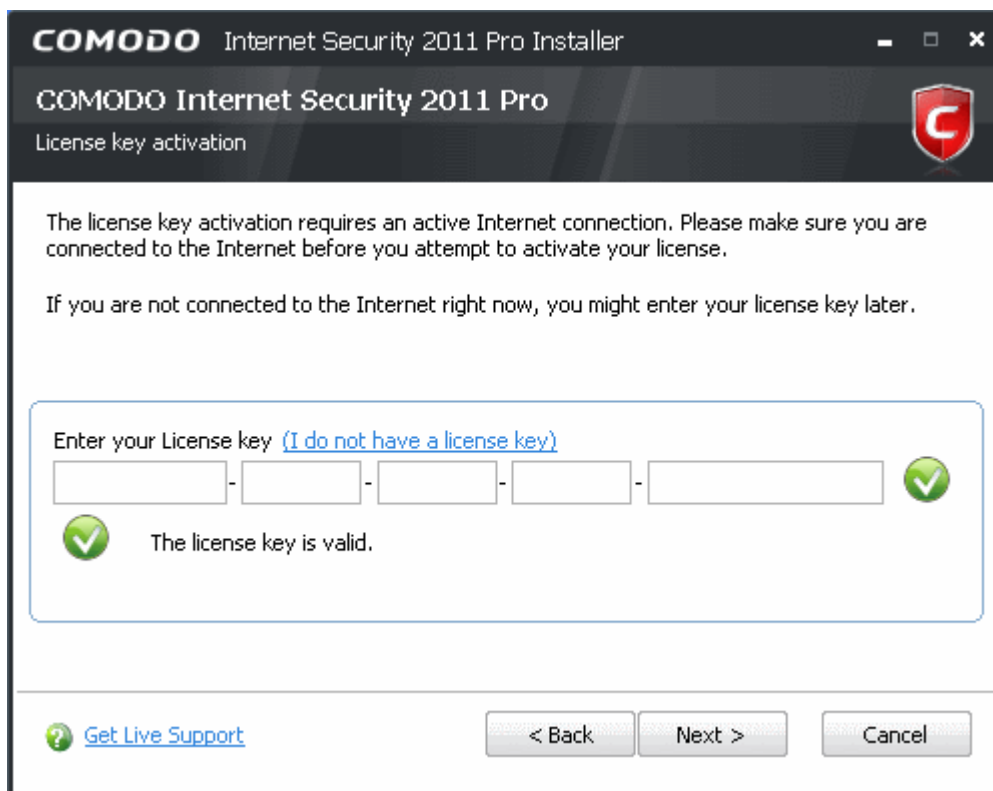 COMODO Internet Security 2011 Pro Installer
COMODO Internet Security 2011 Pro
License key activation
C
The license key activation requires an active Internet connection. Please make sure you are
connected to the Internet before you attempt to activate your license.
If you are not connected to the Internet right now, you might enter your license key later.
Enter your License key (I do not have a license key)
- - - -
The license key is valid.
? Get Live Support
< Back
Next >
Cancel